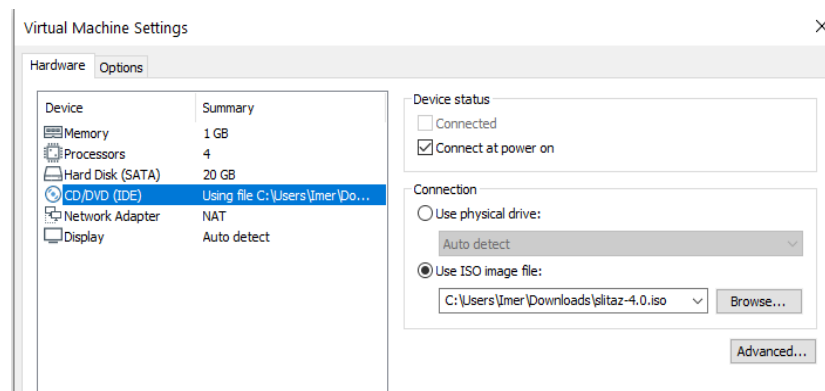 Virtual Machine Settings
Hardware Options
Device Summary
Memory 1 GB
Processors 4
Hard Disk (SATA) 20 GB
CD/DVD (IDE) Using file C:\Users\Imer\Do...
Network Adapter NAT
Display Auto detect
Device status
Connected
Connect at power on
Connection
Use physical drive:
Auto detect
Use ISO image file:
C:\Users\Imer\Downloads\slitaz-4.0.iso Browse...
Advanced...